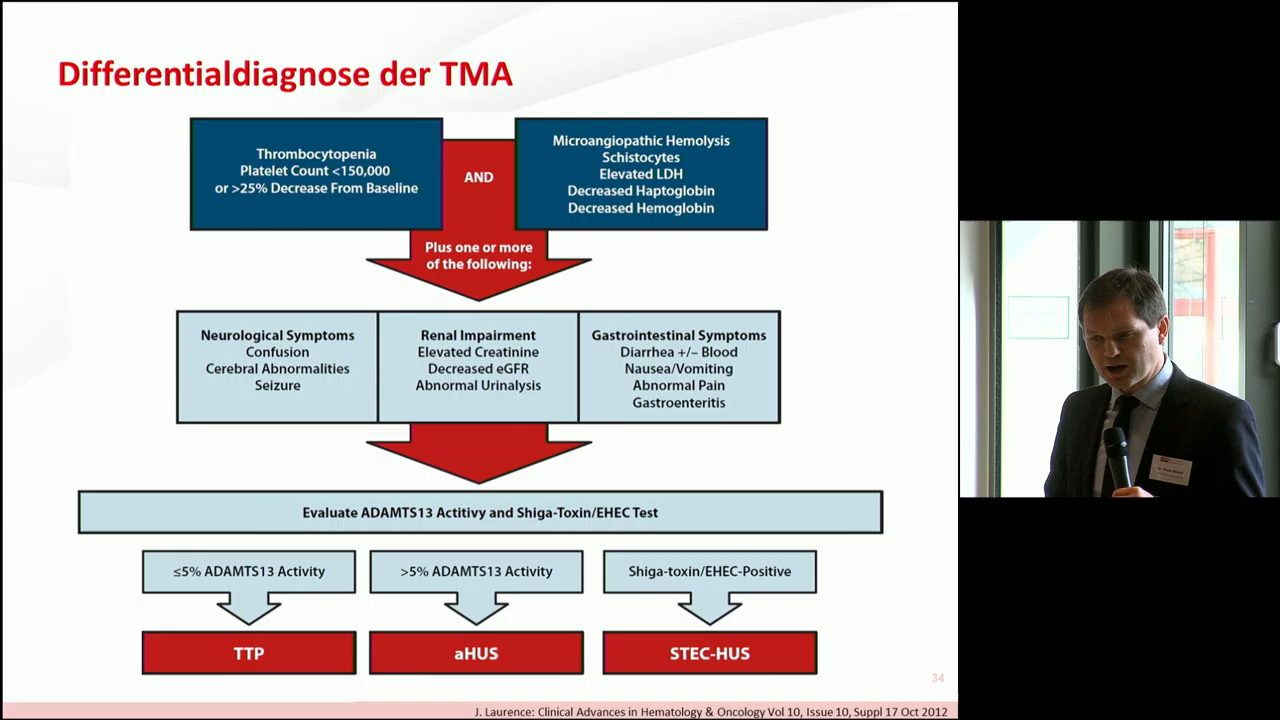 Differentialdiagnose der TMA
Thrombocytopenia
Platelet Count <150,000
or >25% Decrease From Baseline
AND
Microangiopathic Hemolysis
Schistocytes
Elevated LDH
Decreased Haptoglobin
Decreased Hemoglobin
Plus one or more
of the following:
Neurological Symptoms
Confusion
Cerebral Abnormalities
Seizure
Renal Impairment
Elevated Creatinine
Decreased eGFR
Abnormal Urinalysis
Gastrointestinal Symptoms
Diarrhea +/– Blood
Nausea/Vomiting
Abnormal Pain
Gastroenteritis
Evaluate ADAMTS13 Actitivy and Shiga-Toxin/EHEC Test
≤5% ADAMTS13 Activity
>5% ADAMTS13 Activity
Shiga-toxin/EHEC-Positive
TTP
aHUS
STEC-HUS
34
J. Laurence: Clinical Advances in Hematology & Oncology Vol 10, Issue 10, Suppl 17 Oct 2012